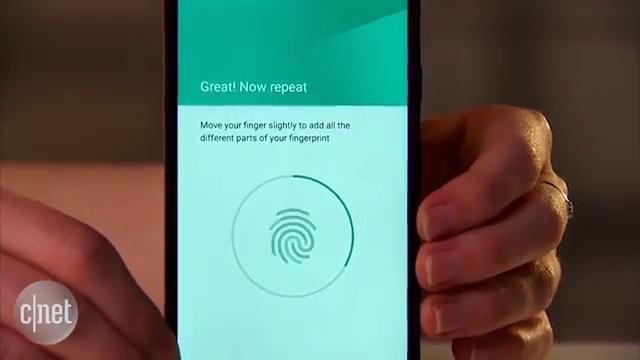 Great! Now repeat
Move your finger slightly to add all the
different parts of your fingerprint
c|net